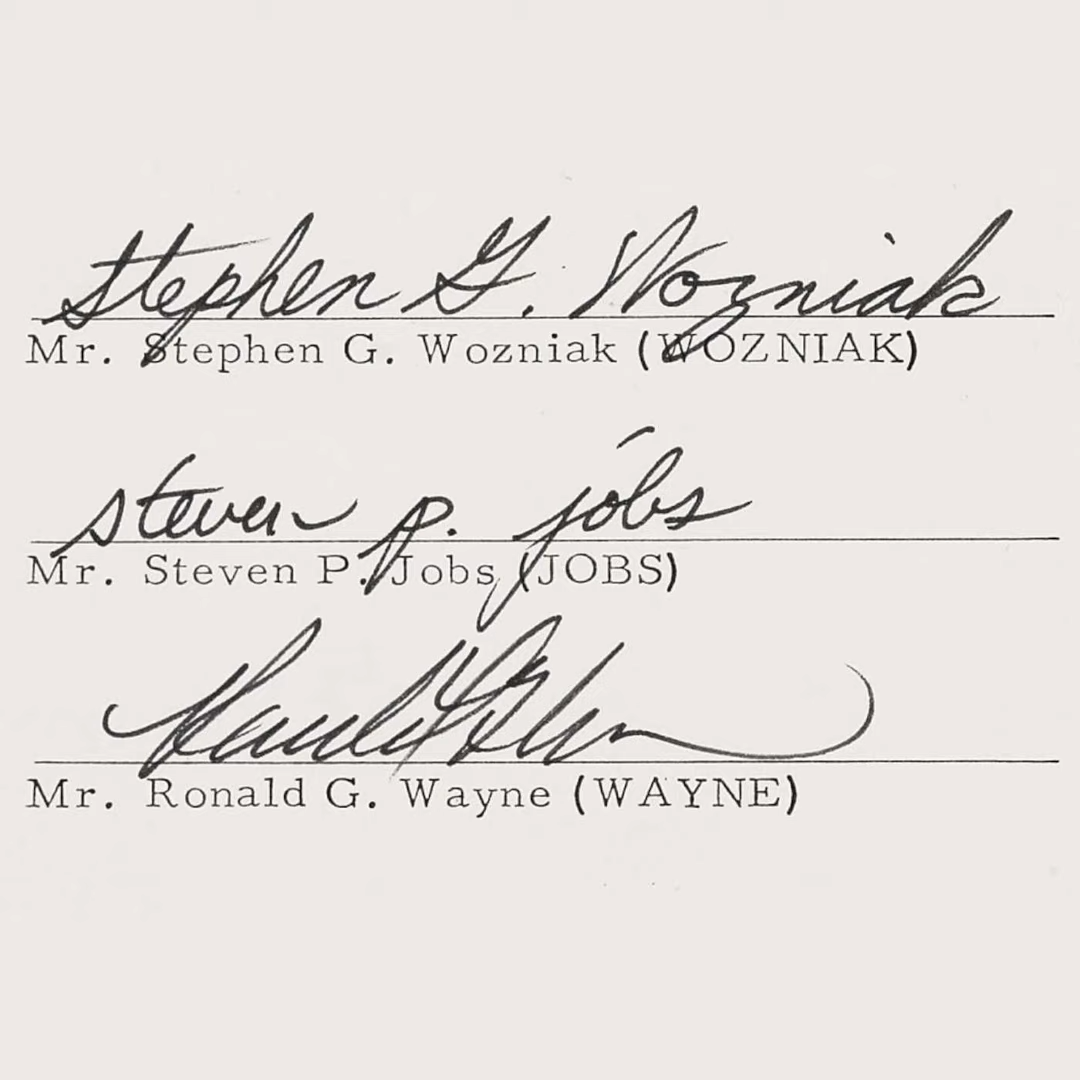 Stephen G. Wozniak
Mr. Stephen G. Wozniak (WOZNIAK)
steven p. jobs
Mr. Steven P. Jobs (JOBS)
Mr. Ronald G. Wayne (WAYNE)